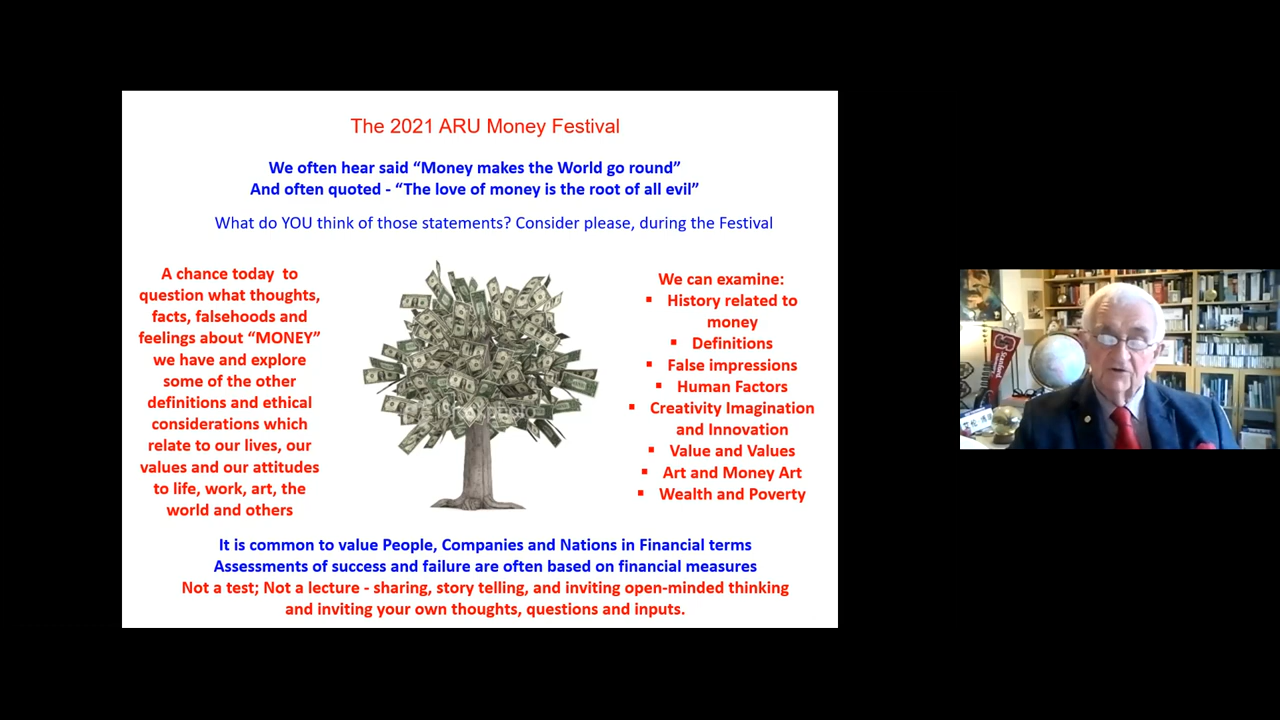 The 2021 ARU Money Festival
We often hear said “Money makes the World go round”
And often quoted - “The love of money is the root of all evil”
What do YOU think of those statements? Consider please, during the Festival
A chance today to
question what thoughts,
facts, falsehoods and
feelings about “MONEY”
we have and explore
some of the other
definitions and ethical
considerations which
relate to our lives, our
values and our attitudes
to life, work, art, the
world and others
We can examine:
▪ History related to
money
▪ Definitions
▪ False impressions
▪ Human Factors
▪ Creativity Imagination
and Innovation
▪ Value and Values
▪ Art and Money Art
▪ Wealth and Poverty
It is common to value People, Companies and Nations in Financial terms
Assessments of success and failure are often based on financial measures
Not a test; Not a lecture - sharing, story telling, and inviting open-minded thinking
and inviting your own thoughts, questions and inputs.
Stanford